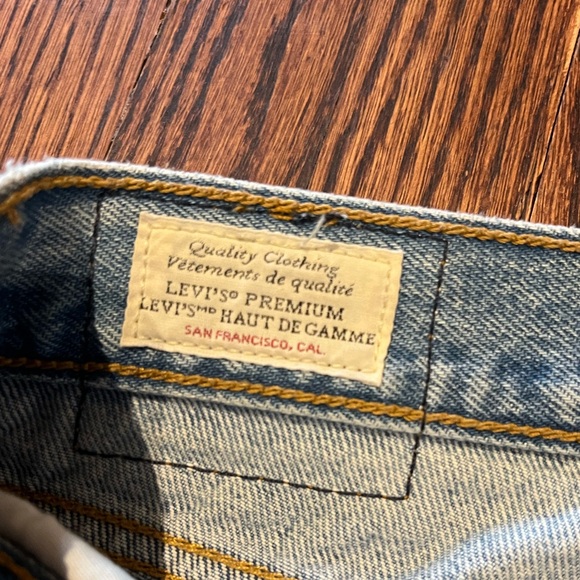 Quality Clothing
Vêtements de qualité
LEVI'S® PREMIUM
LEVI'SMD HAUT DE GAMME
SAN FRANCISCO, CAL.